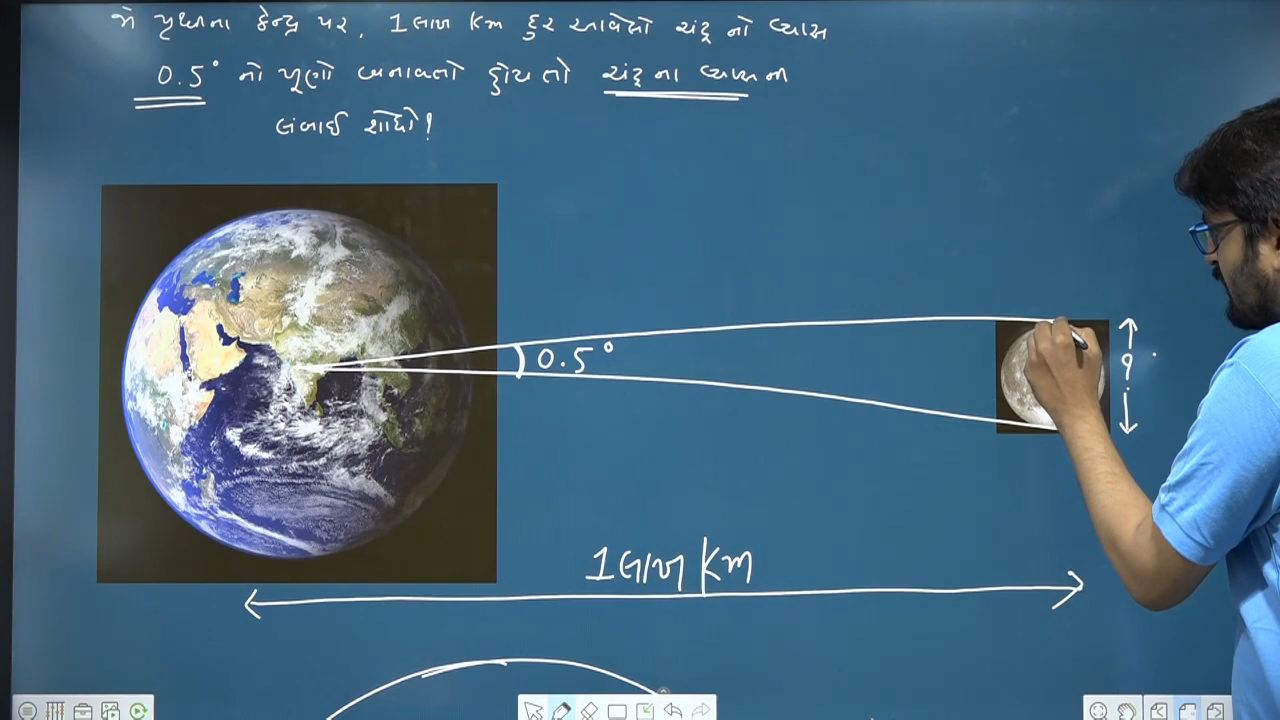 જો પૃથ્વીના કેન્દ્ર પર, 1લાખ km દુર આવેલો ચંદ્ર નો વ્યાસ
0.5° નો ખૂણો બનાવતો હોય તો ચંદ્રના વ્યાસન
લંબાઈ શોધો!
0.5°
?
1લાખ km